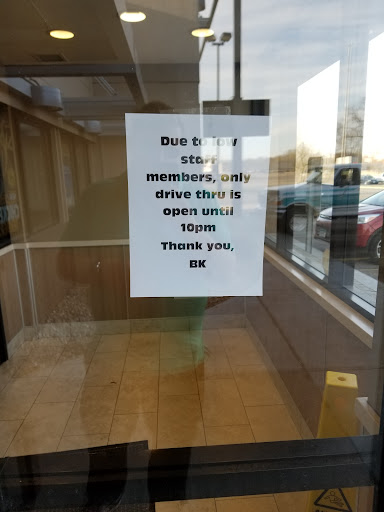 Due to low
staff
members, only
drive thru is
open until
10pm
Thank you,
BK